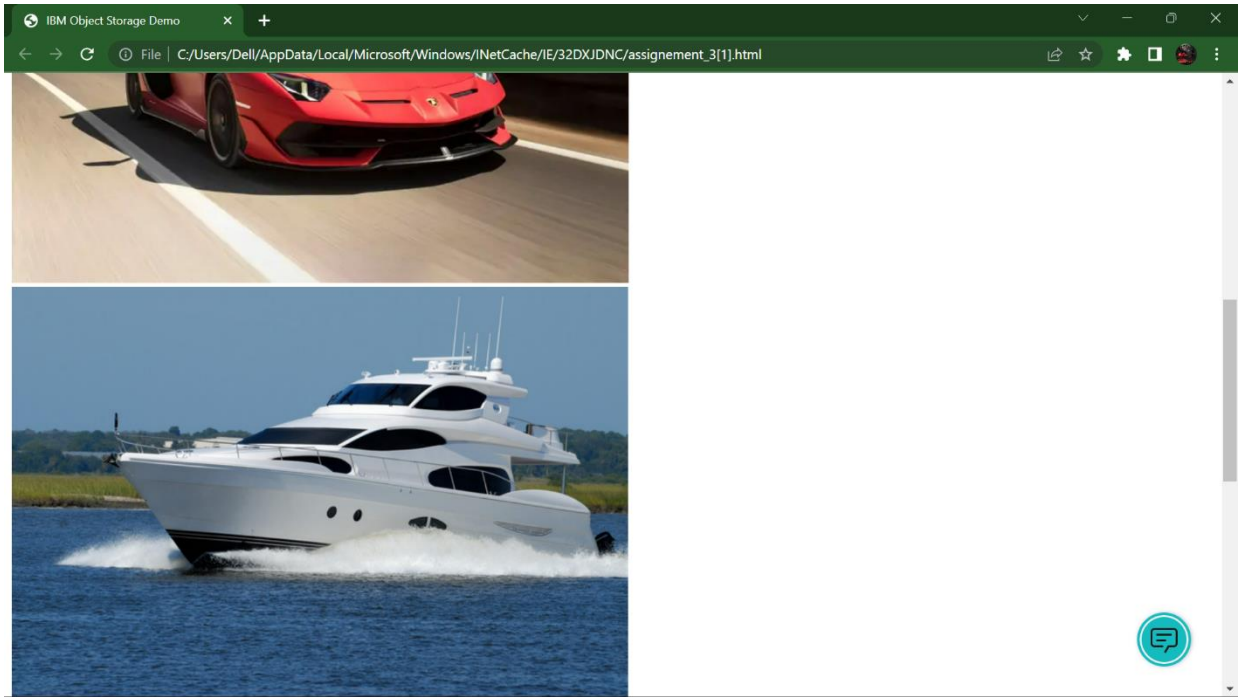 IBM Object Storage Demo
File
C:/Users/Dell/AppData/Local/Microsoft/Windows/INetCache/IE/32DXJDNC/assignement_3[1].html